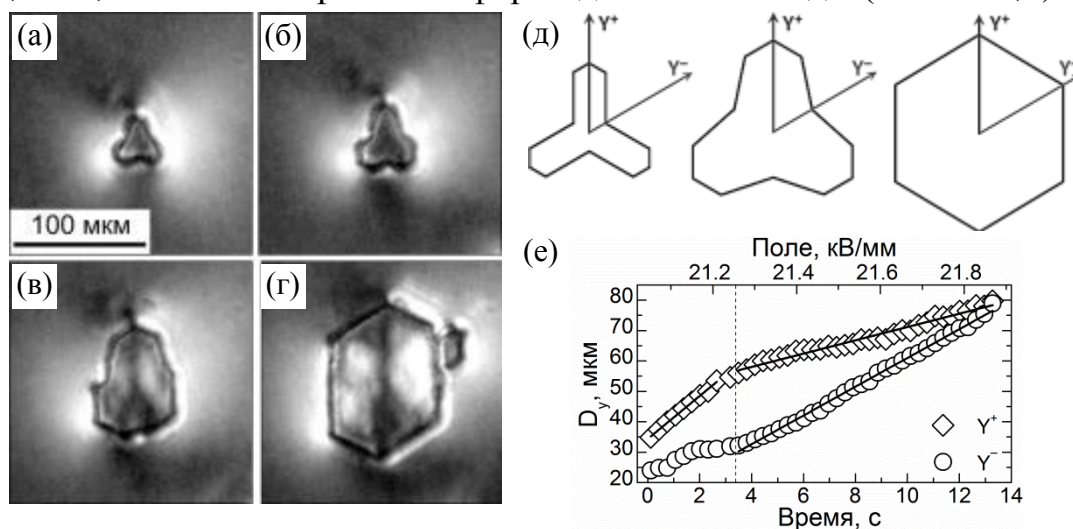 (а)
(б)
(д)
Y⁺
Y⁻
Y⁺
Y⁻
Y⁺
100 мкм
(в)
(г)
(е)
Поле, кВ/мм
21.2 21.4 21.6 21.8
D_y, мкм
80
70
60
50
40
30
20
Y⁺
Y⁻
0 2 4 6 8 10 12 14
Время, с